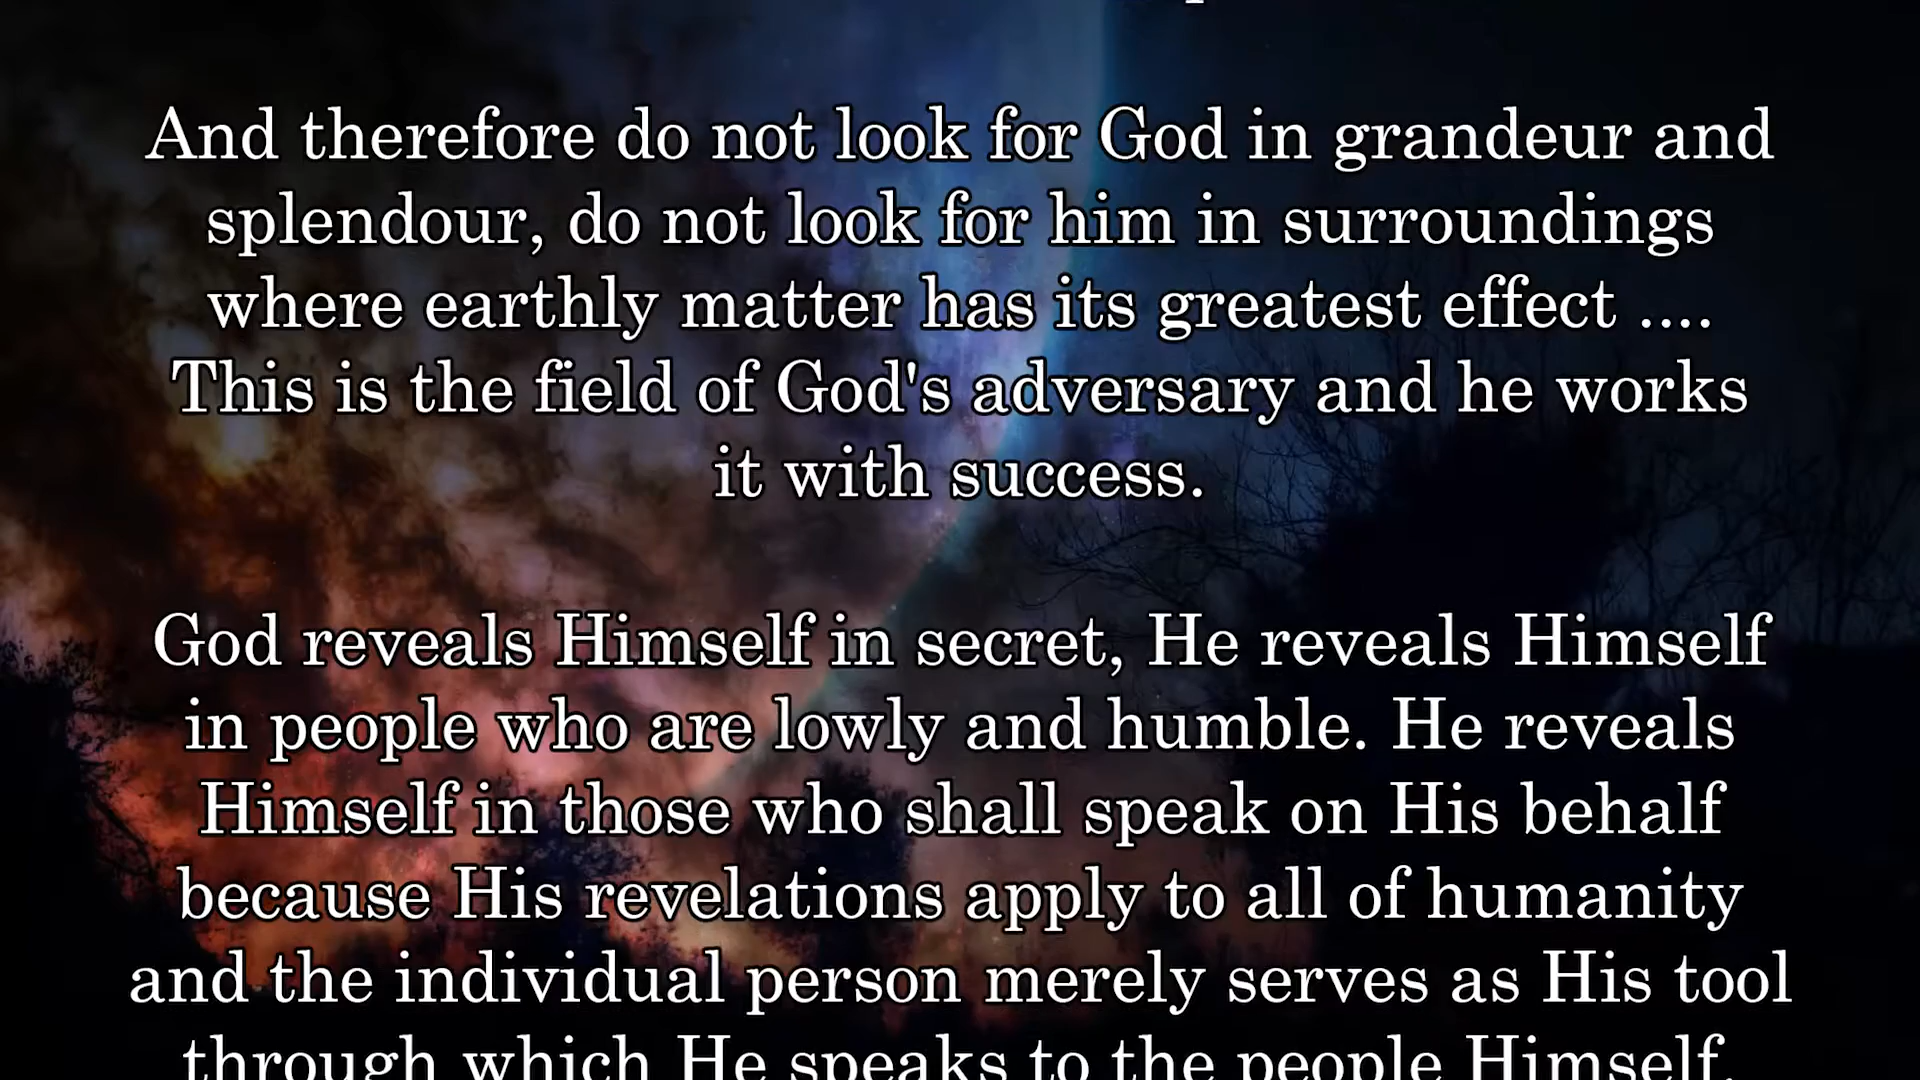 And therefore do not look for God in grandeur and
splendour, do not look for him in surroundings
where earthly matter has its greatest effect ....
This is the field of God's adversary and he works
it with success.
God reveals Himself in secret, He reveals Himself
in people who are lowly and humble. He reveals
Himself in those who shall speak on His behalf
because His revelations apply to all of humanity
and the individual person merely serves as His tool
through which He speaks to the people Himself.